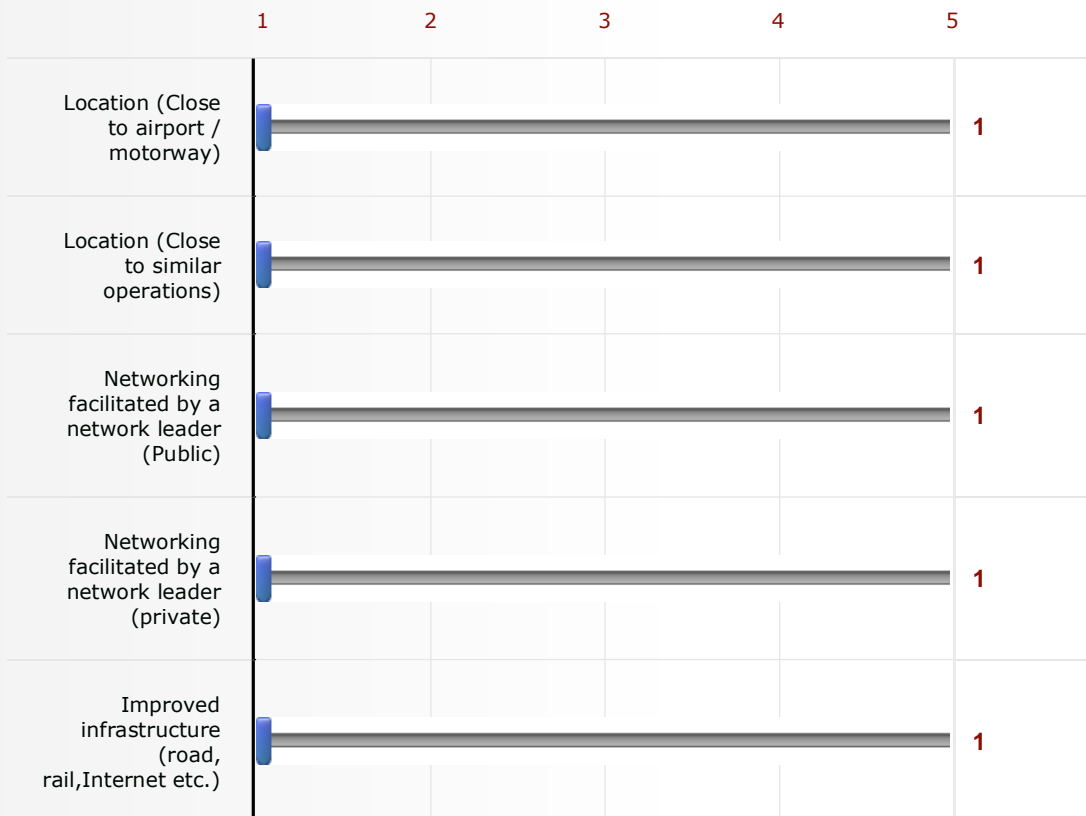 1 2 3 4 5
Location (Close
to airport /
motorway)
1
Location (Close
to similar
operations)
1
Networking
facilitated by a
network leader
(Public)
1
Networking
facilitated by a
network leader
(private)
1
Improved
infrastructure
(road,
rail,Internet etc.)
1